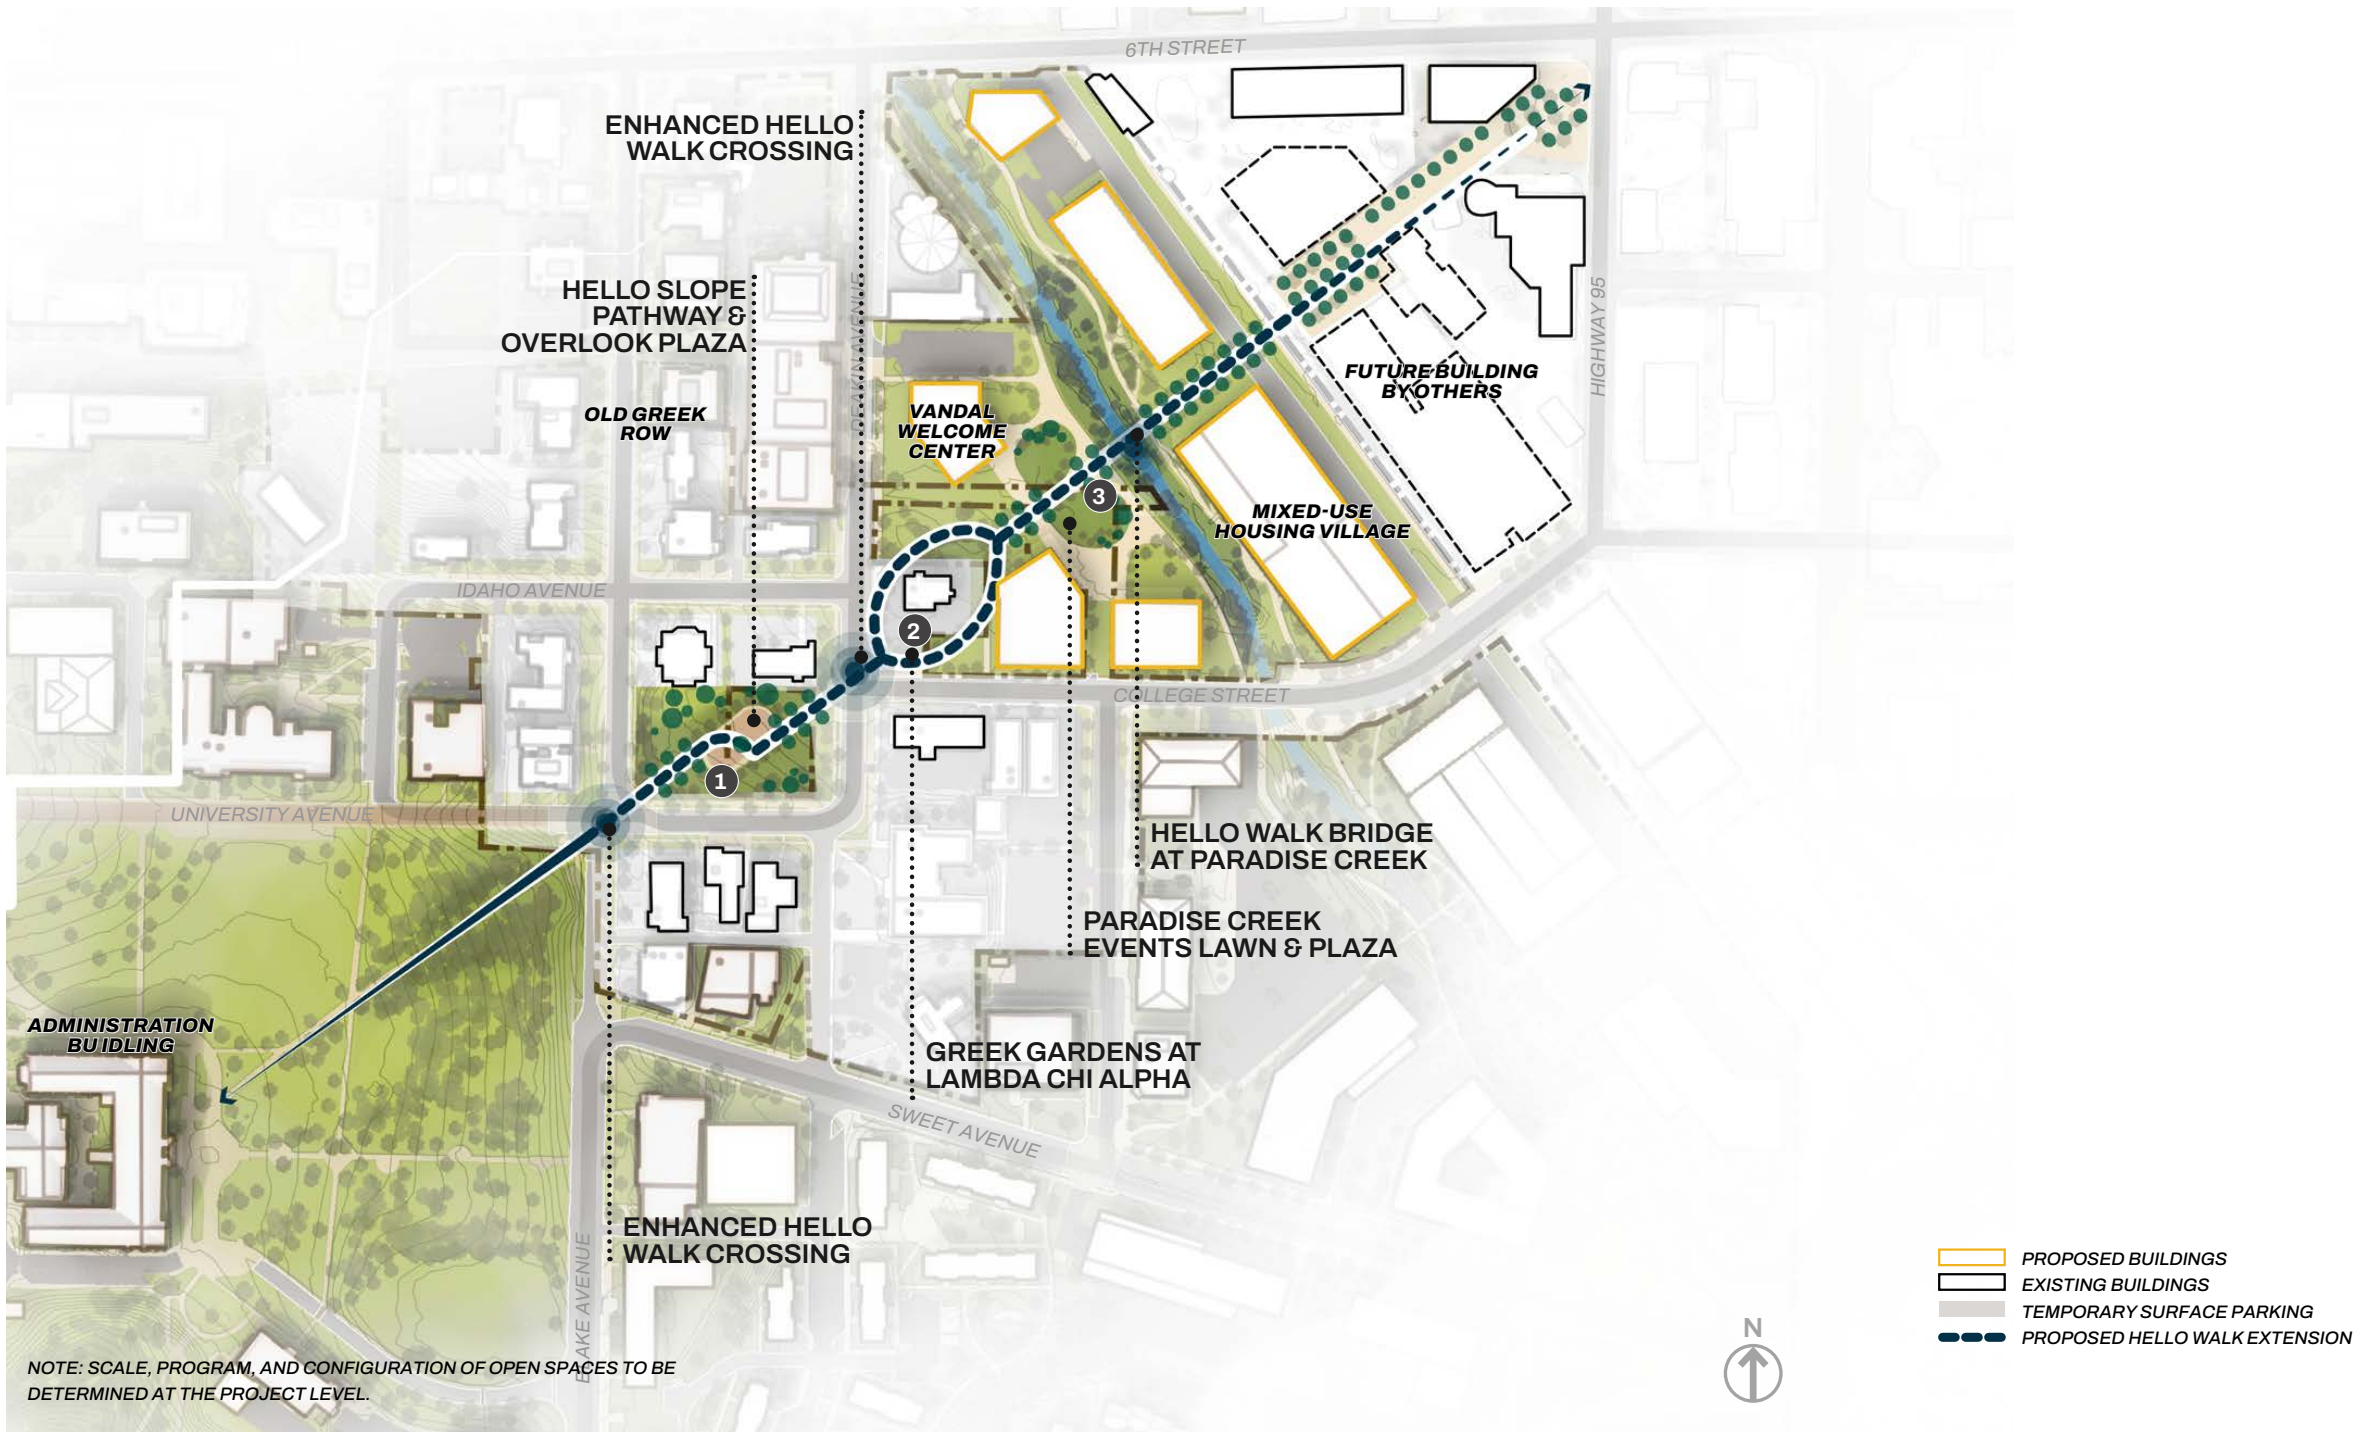 6TH STREET
ENHANCED HELLO
WALK CROSSING
HELLO SLOPE
PATHWAY &
OVERLOOK PLAZA
DEAKIN AVENUE
HIGHWAY 95
OLD GREEK
ROW
VANDAL
WELCOME
CENTER
FUTURE BUILDING
BY OTHERS
3
MIXED-USE
HOUSING VILLAGE
IDAHO AVENUE
2
COLLEGE STREET
1
UNIVERSITY AVENUE
HELLO WALK BRIDGE
AT PARADISE CREEK
PARADISE CREEK
EVENTS LAWN & PLAZA
ADMINISTRATION
BU IDLING
GREEK GARDENS AT
LAMBDA CHI ALPHA
SWEET AVENUE
ENHANCED HELLO
WALK CROSSING
BLAKE AVENUE
PROPOSED BUILDINGS
EXISTING BUILDINGS
TEMPORARY SURFACE PARKING
PROPOSED HELLO WALK EXTENSION
N
NOTE: SCALE, PROGRAM, AND CONFIGURATION OF OPEN SPACES TO BE
DETERMINED AT THE PROJECT LEVEL.